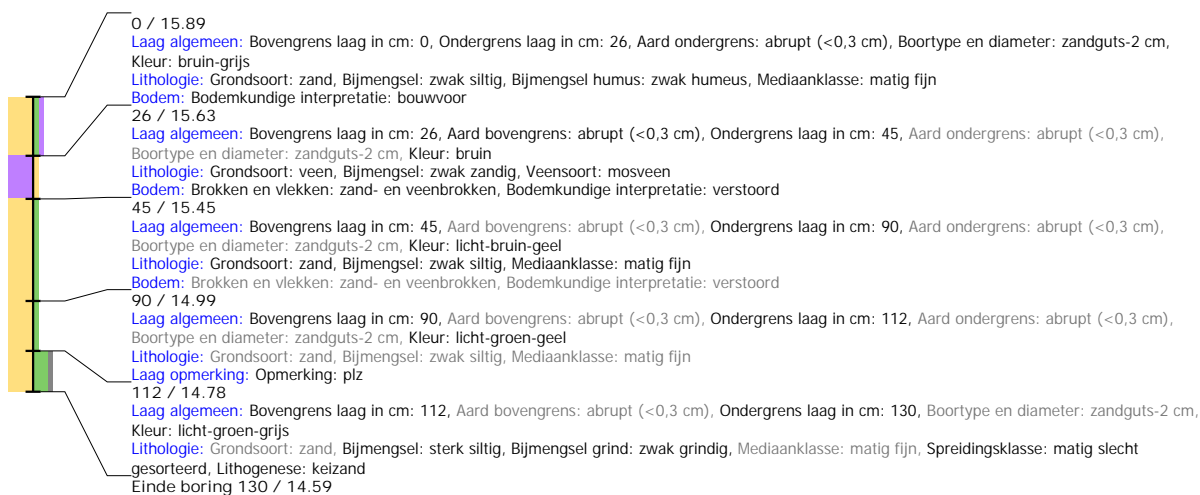 0 / 15.89
Laag algemeen: Bovengrens laag in cm: 0, Ondergrens laag in cm: 26, Aard ondergrens: abrupt (<0,3 cm), Boortype en diameter: zandguts-2 cm,
Kleur: bruin-grijs
Lithologie: Grondsoort: zand, Bijmengsel: zwak siltig, Bijmengsel humus: zwak humeus, Mediaanklasse: matig fijn
Bodem: Bodemkundige interpretatie: bouwvoor
26 / 15.63
Laag algemeen: Bovengrens laag in cm: 26, Aard bovengrens: abrupt (<0,3 cm), Ondergrens laag in cm: 45, Aard ondergrens: abrupt (<0,3 cm),
Boortype en diameter: zandguts-2 cm, Kleur: bruin
Lithologie: Grondsoort: veen, Bijmengsel: zwak zandig, Veensoort: mosveen
Bodem: Brokken en vlekken: zand- en veenbrokken, Bodemkundige interpretatie: verstoord
45 / 15.45
Laag algemeen: Bovengrens laag in cm: 45, Aard bovengrens: abrupt (<0,3 cm), Ondergrens laag in cm: 90, Aard ondergrens: abrupt (<0,3 cm),
Boortype en diameter: zandguts-2 cm, Kleur: licht-bruin-geel
Lithologie: Grondsoort: zand, Bijmengsel: zwak siltig, Mediaanklasse: matig fijn
Bodem: Brokken en vlekken: zand- en veenbrokken, Bodemkundige interpretatie: verstoord
90 / 14.99
Laag algemeen: Bovengrens laag in cm: 90, Aard bovengrens: abrupt (<0,3 cm), Ondergrens laag in cm: 112, Aard ondergrens: abrupt (<0,3 cm),
Boortype en diameter: zandguts-2 cm, Kleur: licht-groen-geel
Lithologie: Grondsoort: zand, Bijmengsel: zwak siltig, Mediaanklasse: matig fijn
Laag opmerking: Opmerking: plz
112 / 14.78
Laag algemeen: Bovengrens laag in cm: 112, Aard bovengrens: abrupt (<0,3 cm), Ondergrens laag in cm: 130, Boortype en diameter: zandguts-2 cm,
Kleur: licht-groen-grijs
Lithologie: Grondsoort: zand, Bijmengsel: sterk siltig, Bijmengsel grind: zwak grindig, Mediaanklasse: matig fijn, Spreidingsklasse: matig slecht
gesorteerd, Lithogenese: keizand
Einde boring 130 / 14.59